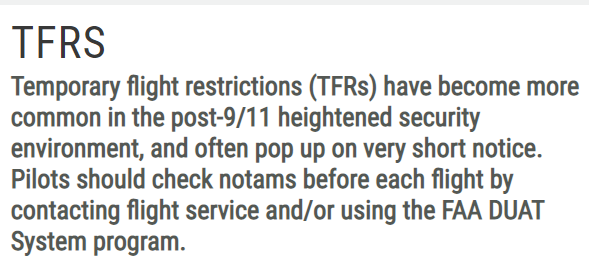 TFRS
Temporary flight restrictions (TFRs) have become more
common in the post-9/11 heightened security
environment, and often pop up on very short notice.
Pilots should check notams before each flight by
contacting flight service and/or using the FAA DUAT
System program.